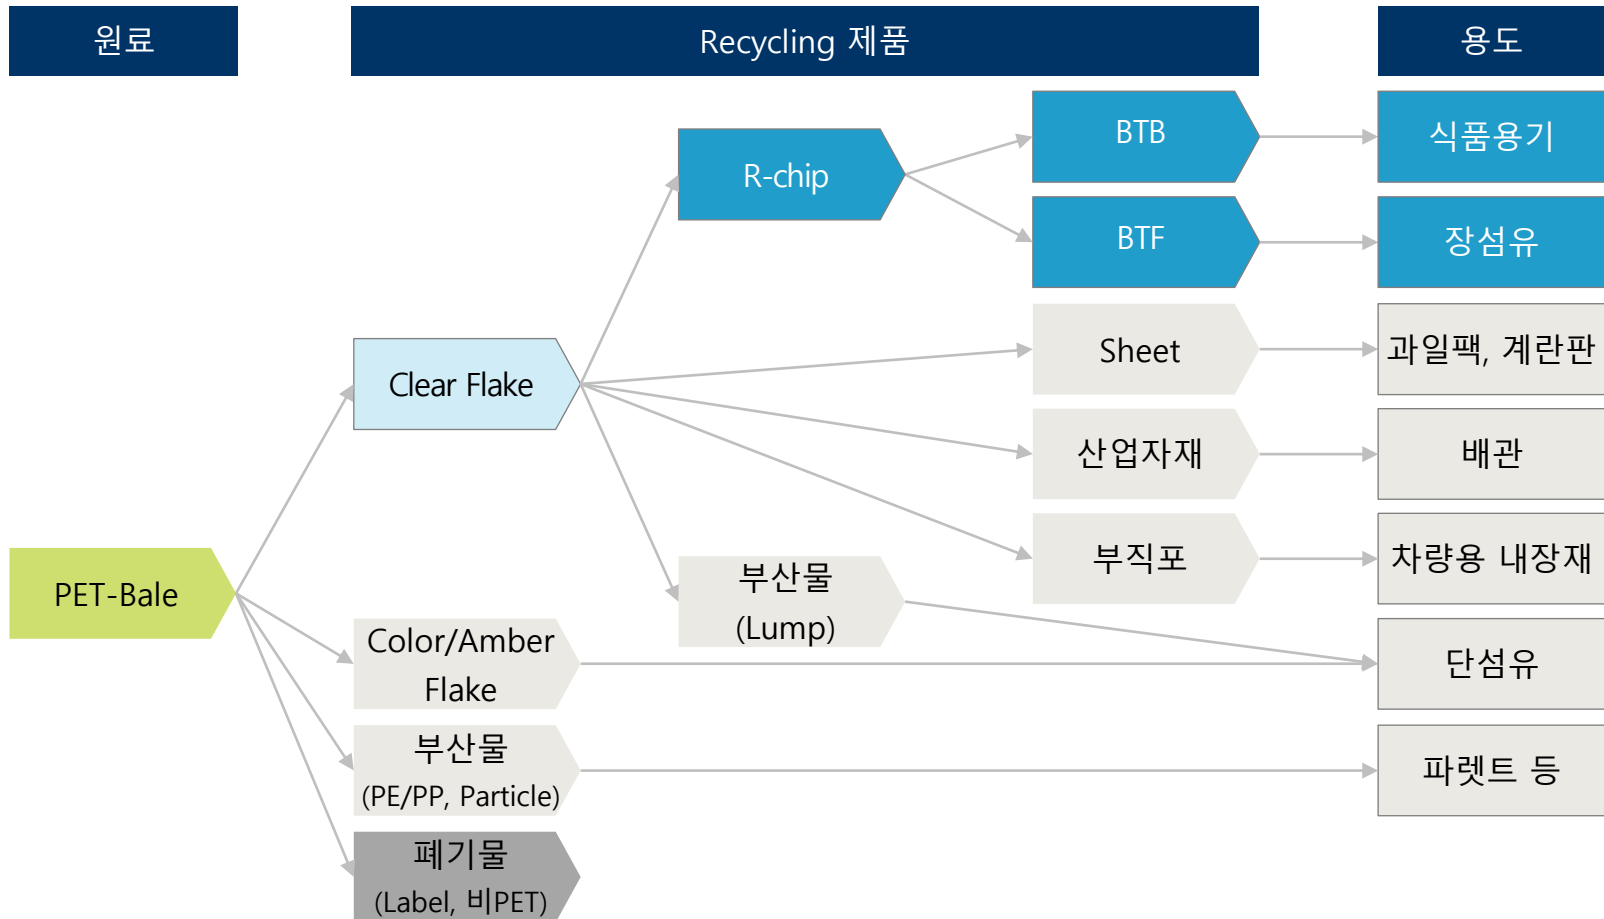 원료
Recycling 제품
용도
BTB
식품용기
R-chip
BTF
장섬유
Clear Flake
Sheet
과일팩, 계란판
산업자재
배관
부직포
차량용 내장재
PET-Bale
부산물
(Lump)
Color/Amber
Flake
단섬유
부산물
(PE/PP, Particle)
파렛트 등
폐기물
(Label, 비PET)